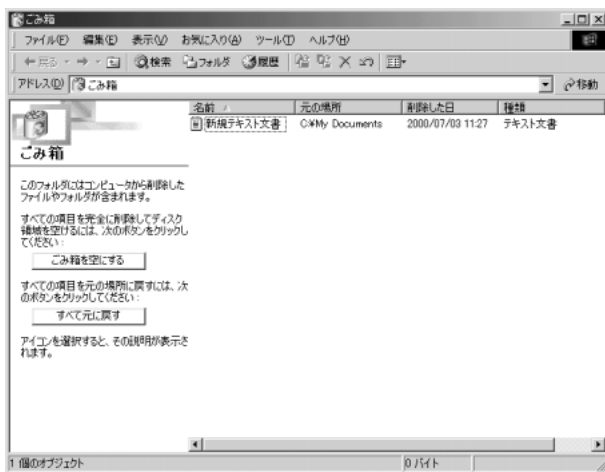 ごみ箱
ファイル(F) 編集(E) 表示(V) お気に入り(A) ツール(T) ヘルプ(H)
戻る 検索 フォルダ 履歴
アドレス(D) ごみ箱 移動
名前 元の場所 削除した日 種類
新規テキスト文書 C:¥My Documents 2000/07/03 11:27 テキスト文書
ごみ箱
このフォルダにはコンピュータから削除した
ファイルやフォルダが含まれます。
すべての項目を完全に削除してディスク
領域を空けるには、次のボタンをクリックし
てください:
ごみ箱を空にする
すべての項目を元の場所に戻すには、次
のボタンをクリックしてください:
すべて元に戻す
アイコンを選択すると、その説明が表示さ
れます。
1 個のオブジェクト 0 バイト